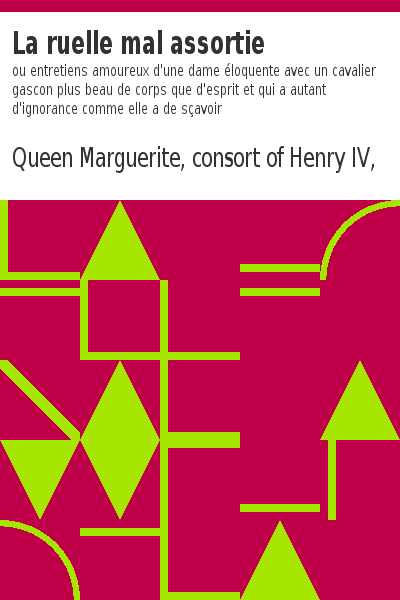 La ruelle mal assortie
ou entretiens amoureux d'une dame éloquente avec un cavalier
gascon plus beau de corps que d'esprit et qui a autant
d'ignorance comme elle a de sçavoir
Queen Marguerite, consort of Henry IV,